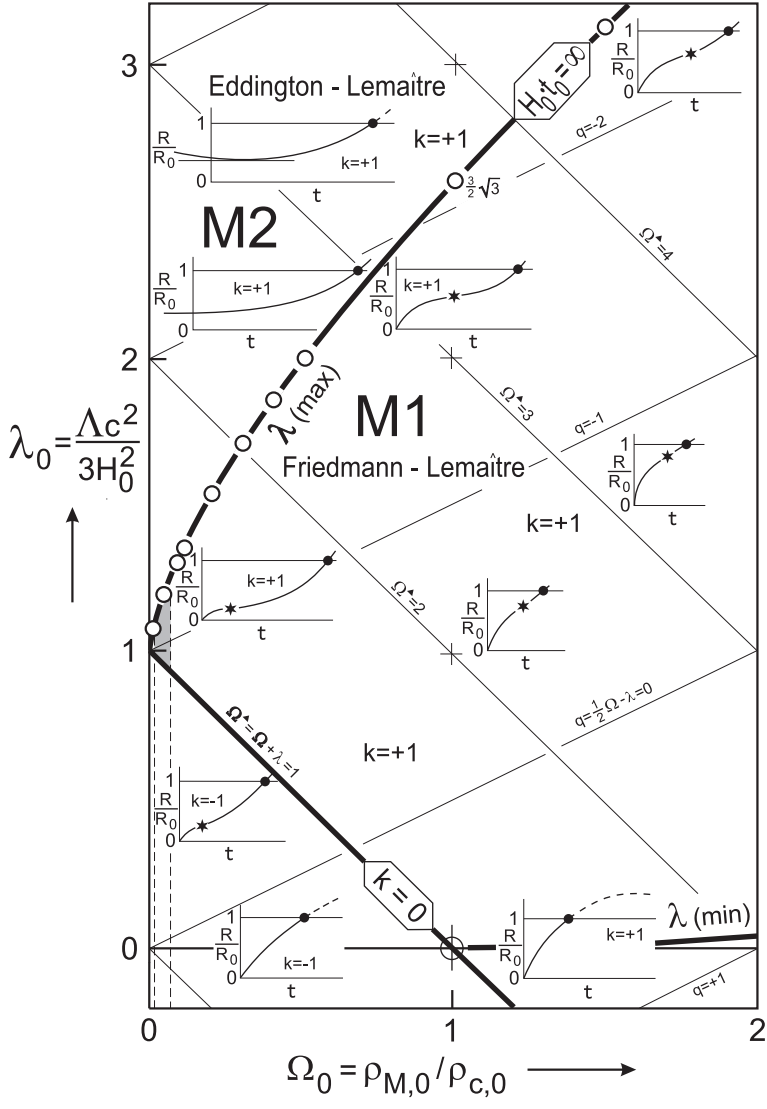 3
Eddington - Lemaître
H₀·t₀=∞
1
R
R₀
0
t
1
R
R₀
0
k=+1
t
k=+1
q=-2
3/2 √3
M2
Ω▲=4
1
R
R₀
0
k=+1
t
1
R
R₀
0
k=+1
t
2
λ (max)
Ω▲=3
q=-1
M1
Friedmann - Lemaître
λ₀ = Λc² / 3H₀²
1
R
R₀
0
t
k=+1
1
R
R₀
0
k=+1
t
Ω▲=2
1
R
R₀
0
t
1
Ω▲=Ω+λ=1
q=½Ω-λ=0
k=+1
1
R
R₀
0
k=-1
t
k=0
λ (min)
1
R
R₀
0
k=-1
t
1
R
R₀
0
k=+1
t
0
q=+1
0
1
2
Ω₀ = ρM,0 / ρc,0